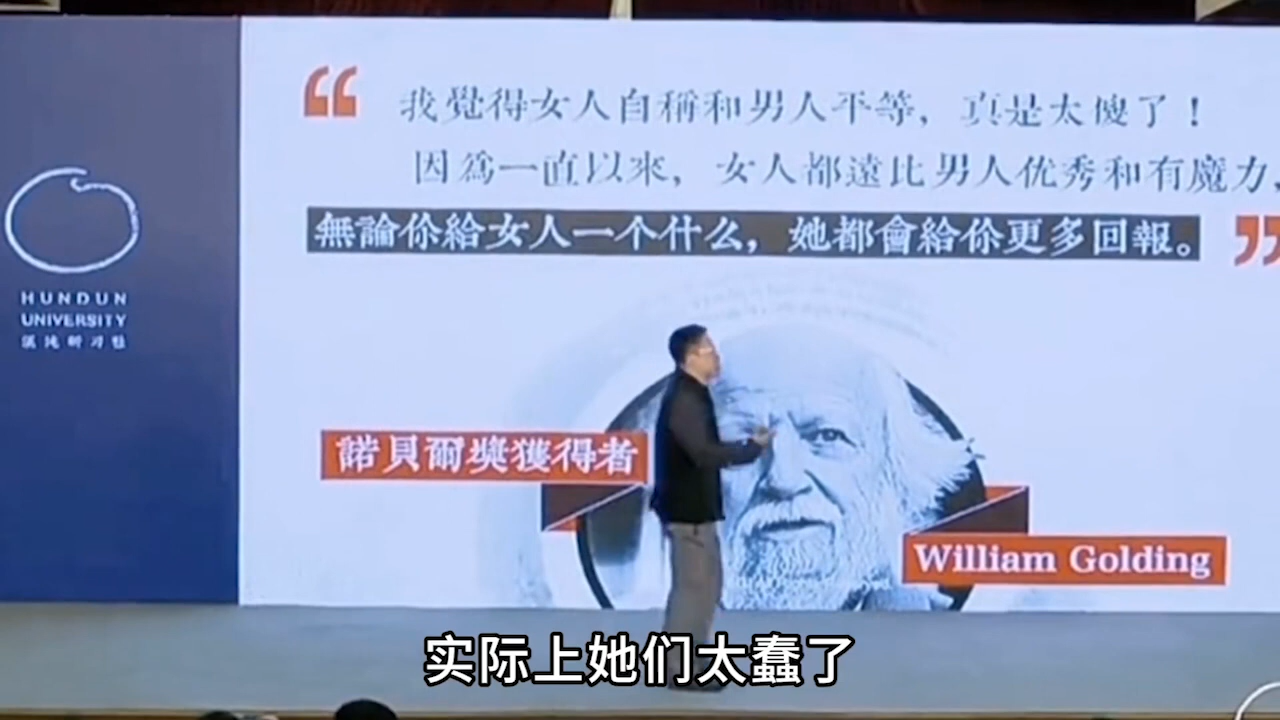 我覺得女人自稱和男人平等，真是太傻了！
因為一直以來，女人都遠比男人优秀和有魔力，
無論你給女人一个什么，她都會給你更多回報。
HUNDUN
UNIVERSITY
混沌研习社
諾貝爾獎獲得者
William Golding
实际上她们太蠢了